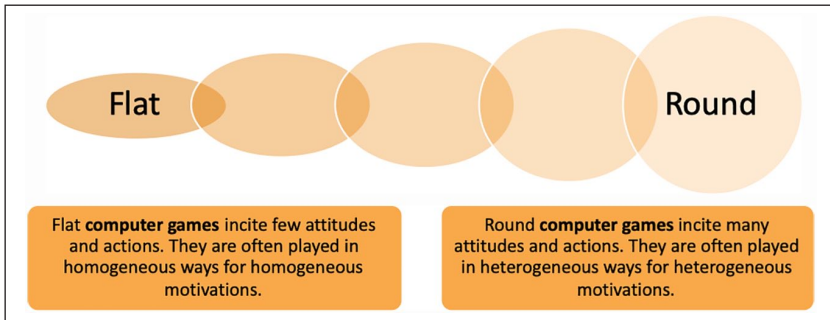 Flat
Round
Flat computer games incite few attitudes
and actions. They are often played in
homogeneous ways for homogeneous
motivations.
Round computer games incite many
attitudes and actions. They are often played
in heterogeneous ways for heterogeneous
motivations.